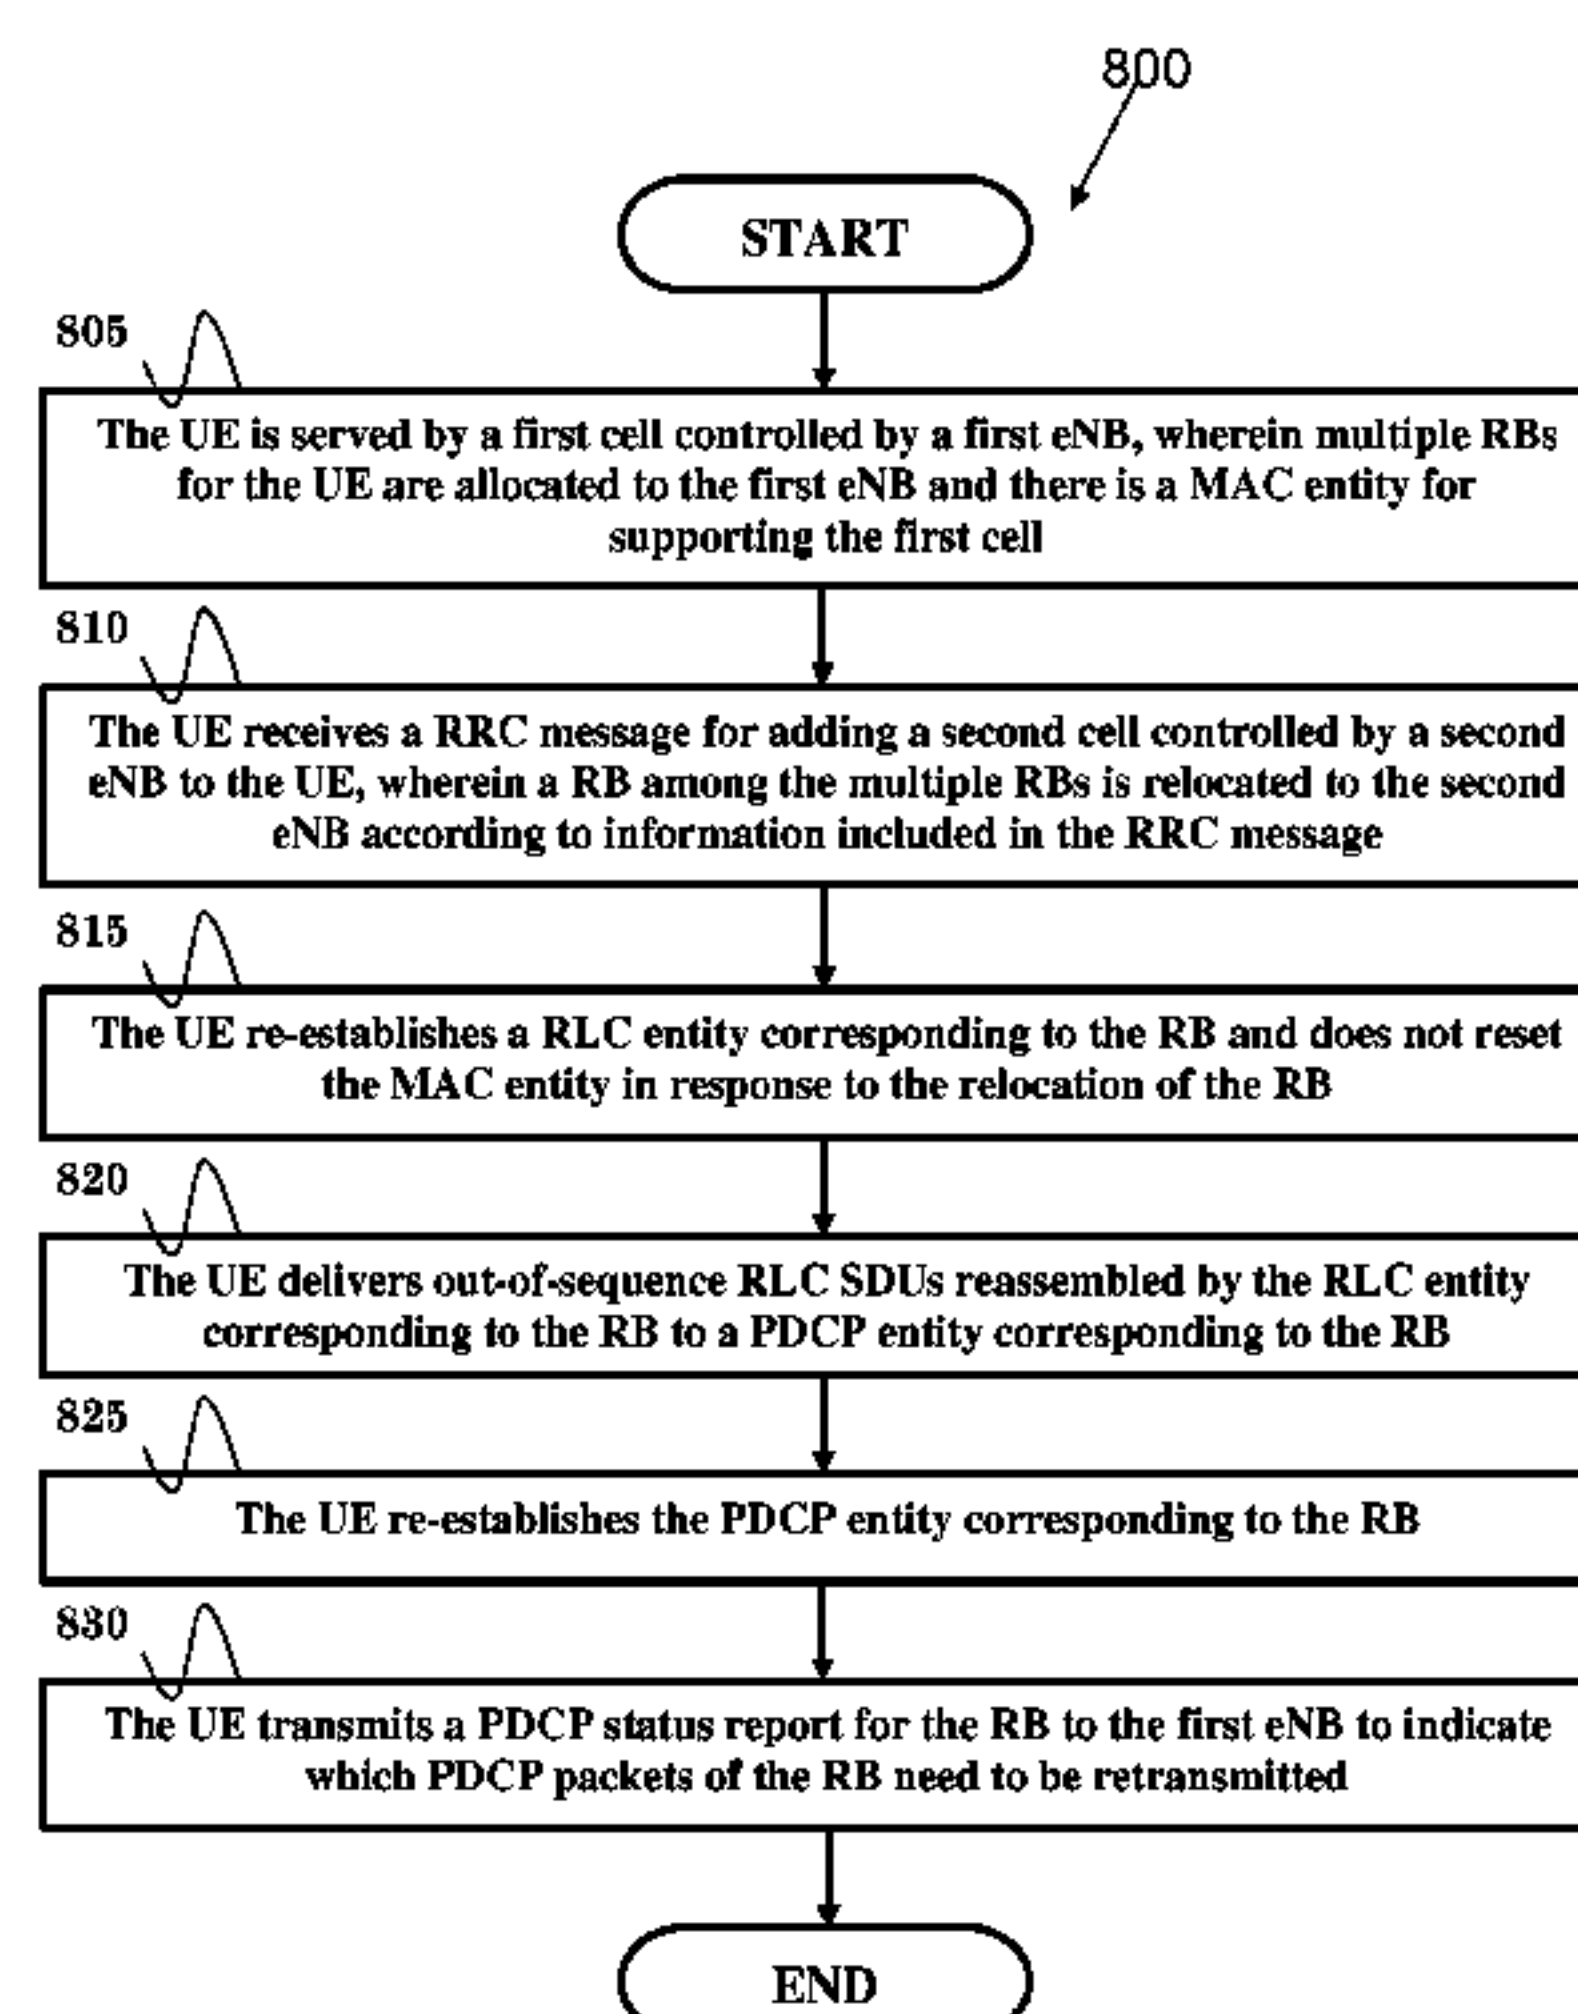 800
START
805
The UE is served by a first cell controlled by a first eNB, wherein multiple RBs
for the UE are allocated to the first eNB and there is a MAC entity for
supporting the first cell
810
The UE receives a RRC message for adding a second cell controlled by a second
eNB to the UE, wherein a RB among the multiple RBs is relocated to the second
eNB according to information included in the RRC message
815
The UE re-establishes a RLC entity corresponding to the RB and does not reset
the MAC entity in response to the relocation of the RB
820
The UE delivers out-of-sequence RLC SDUs reassembled by the RLC entity
corresponding to the RB to a PDCP entity corresponding to the RB
825
The UE re-establishes the PDCP entity corresponding to the RB
830
The UE transmits a PDCP status report for the RB to the first eNB to indicate
which PDCP packets of the RB need to be retransmitted
END